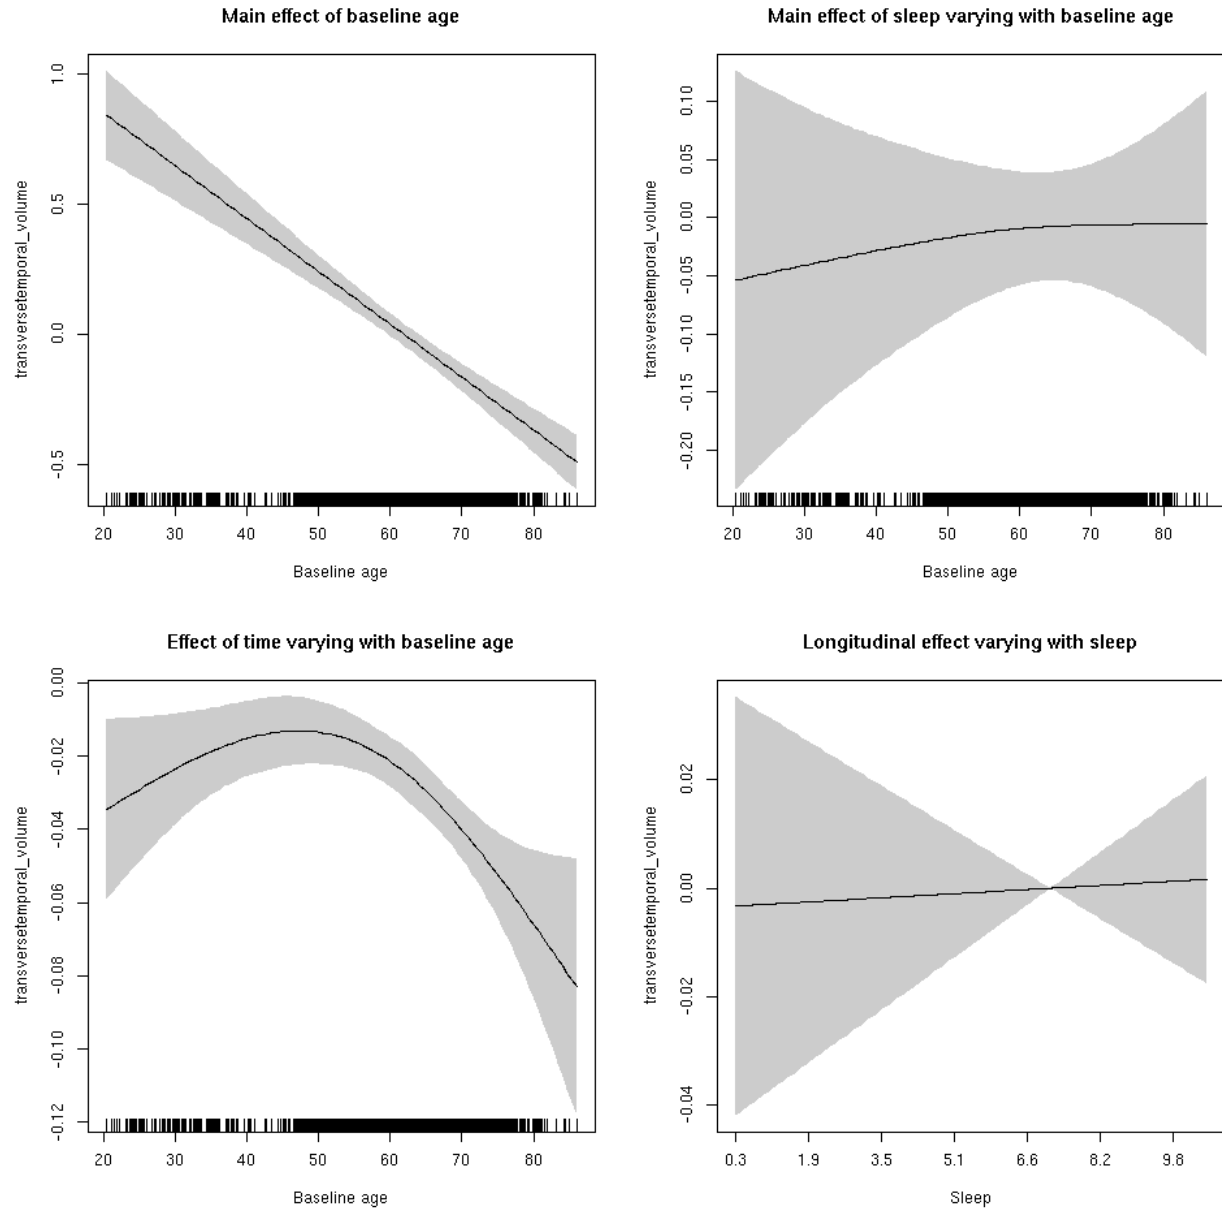 Main effect of baseline age
transversetemporal_volume
1.0
0.5
0.0
-0.5
20 30 40 50 60 70 80
Baseline age
Main effect of sleep varying with baseline age
transversetemporal_volume
0.10
0.05
0.00
-0.05
-0.10
-0.15
-0.20
20 30 40 50 60 70 80
Baseline age
Effect of time varying with baseline age
transversetemporal_volume
0.00
-0.02
-0.04
-0.06
-0.08
-0.10
-0.12
20 30 40 50 60 70 80
Baseline age
Longitudinal effect varying with sleep
transversetemporal_volume
0.02
0.00
-0.02
-0.04
0.3 1.9 3.5 5.1 6.6 8.2 9.8
Sleep